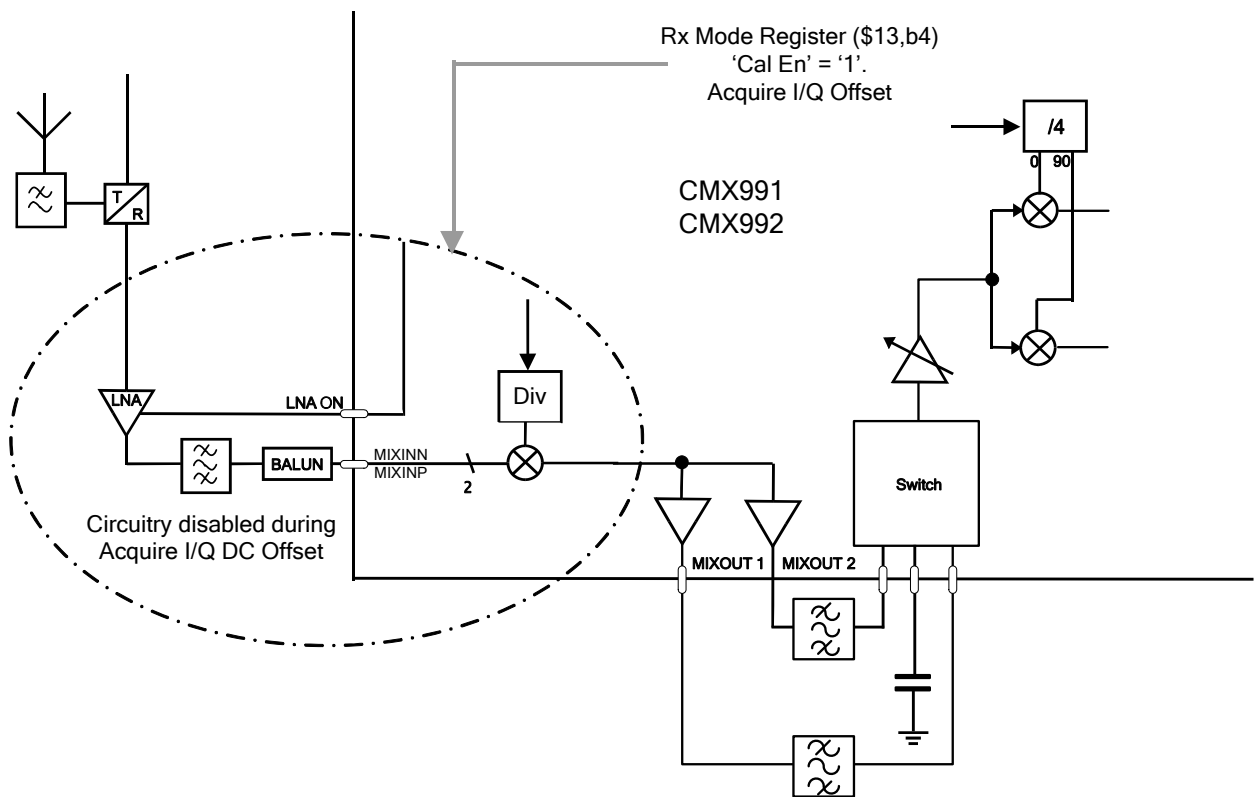 Rx Mode Register ($13,b4)
‘Cal En’ = ‘1’.
Acquire I/Q Offset
/4
0 90
CMX991
CMX992
T
R
LNA
LNA ON
Div
BALUN
MIXINN
MIXINP
2
Switch
Circuitry disabled during
Acquire I/Q DC Offset
MIXOUT 1
MIXOUT 2